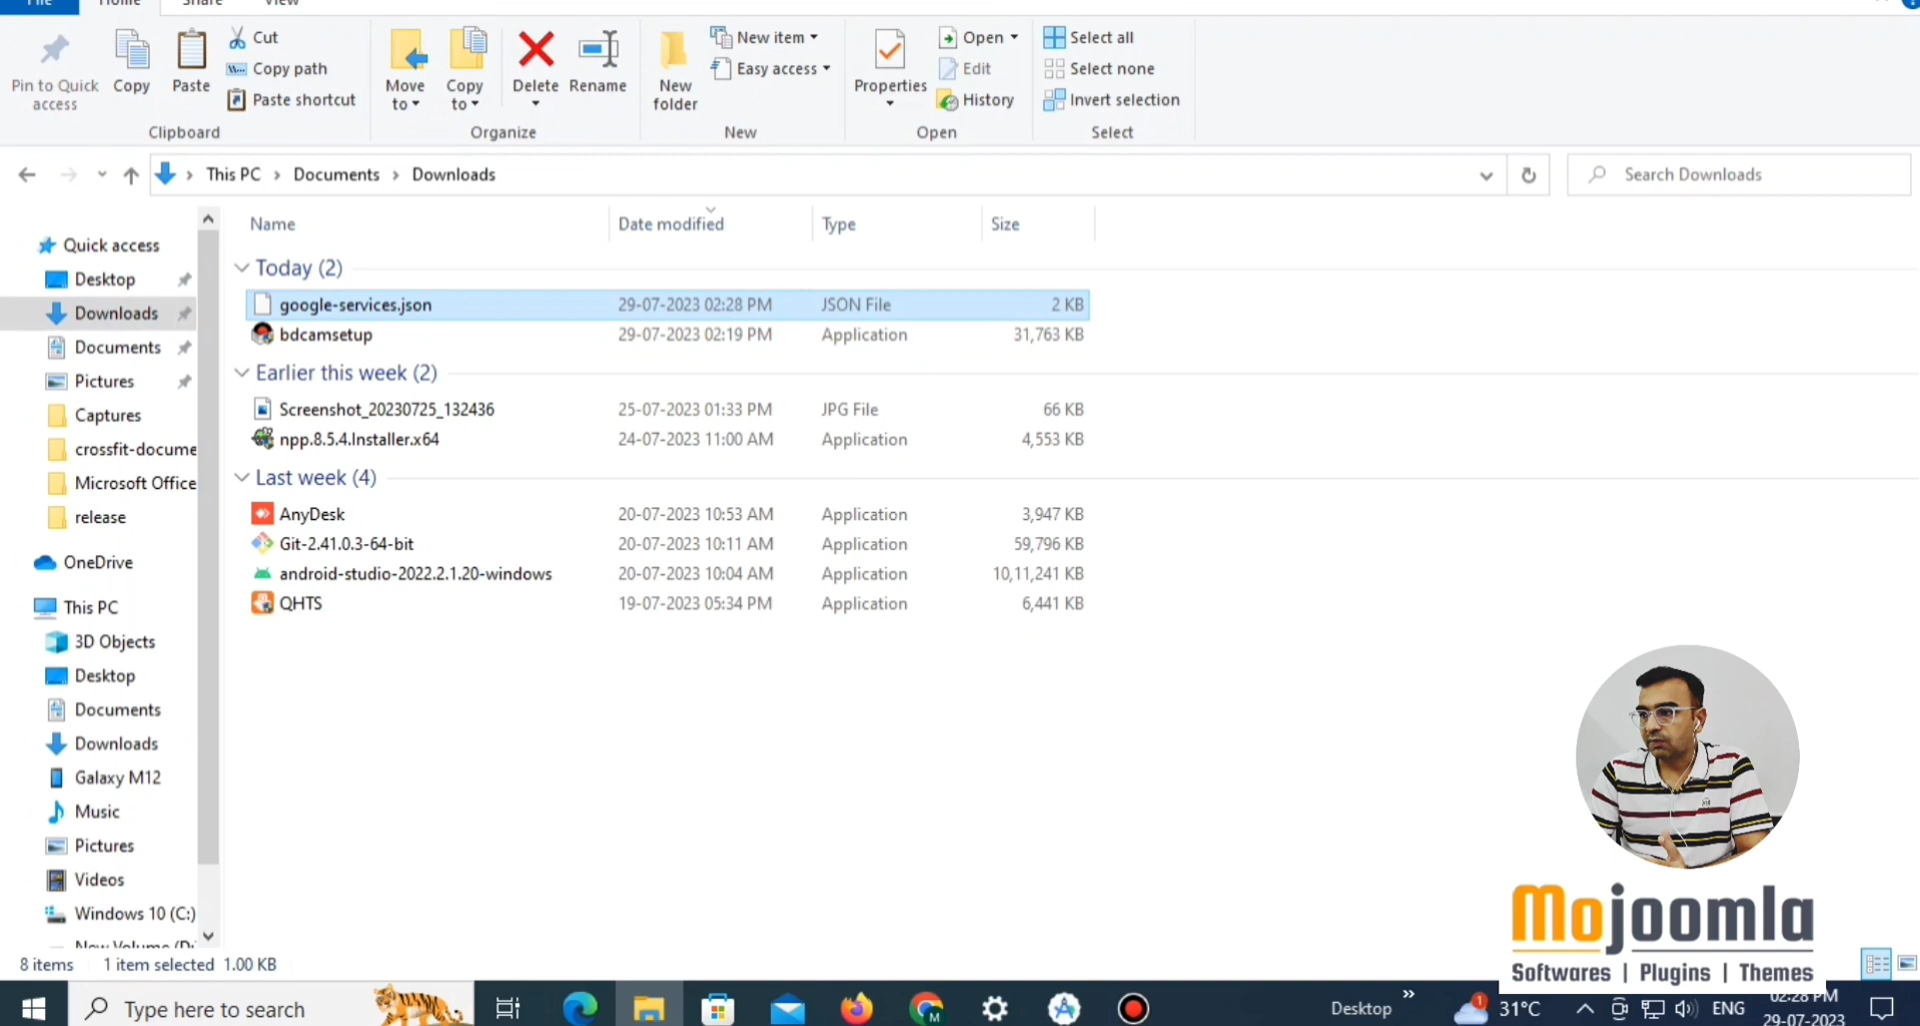 File Home Share View
Pin to Quick access
Copy
Paste
Cut
Copy path
Paste shortcut
Clipboard
Move to
Copy to
Delete
Rename
Organize
New folder
New item
Easy access
New
Properties
Open
Edit
History
Open
Select all
Select none
Invert selection
Select
This PC > Documents > Downloads
Search Downloads
Name Date modified Type Size
Quick access
Desktop
Downloads
Documents
Pictures
Captures
crossfit-docume
Microsoft Office
release
OneDrive
This PC
3D Objects
Desktop
Documents
Downloads
Galaxy M12
Music
Pictures
Videos
Windows 10 (C:)
Today (2)
google-services.json 29-07-2023 02:28 PM JSON File 2 KB
bdcamsetup 29-07-2023 02:19 PM Application 31,763 KB
Earlier this week (2)
Screenshot_20230725_132436 25-07-2023 01:33 PM JPG File 66 KB
npp.8.5.4.Installer.x64 24-07-2023 11:00 AM Application 4,553 KB
Last week (4)
AnyDesk 20-07-2023 10:53 AM Application 3,947 KB
Git-2.41.0.3-64-bit 20-07-2023 10:11 AM Application 59,796 KB
android-studio-2022.2.1.20-windows 20-07-2023 10:04 AM Application 10,11,241 KB
QHTS 19-07-2023 05:34 PM Application 6,441 KB
Mojoomla
Softwares | Plugins | Themes
8 items 1 item selected 1.00 KB
Type here to search
M
Desktop
»
1
31°C
ENG
02:28 PM
29-07-2023